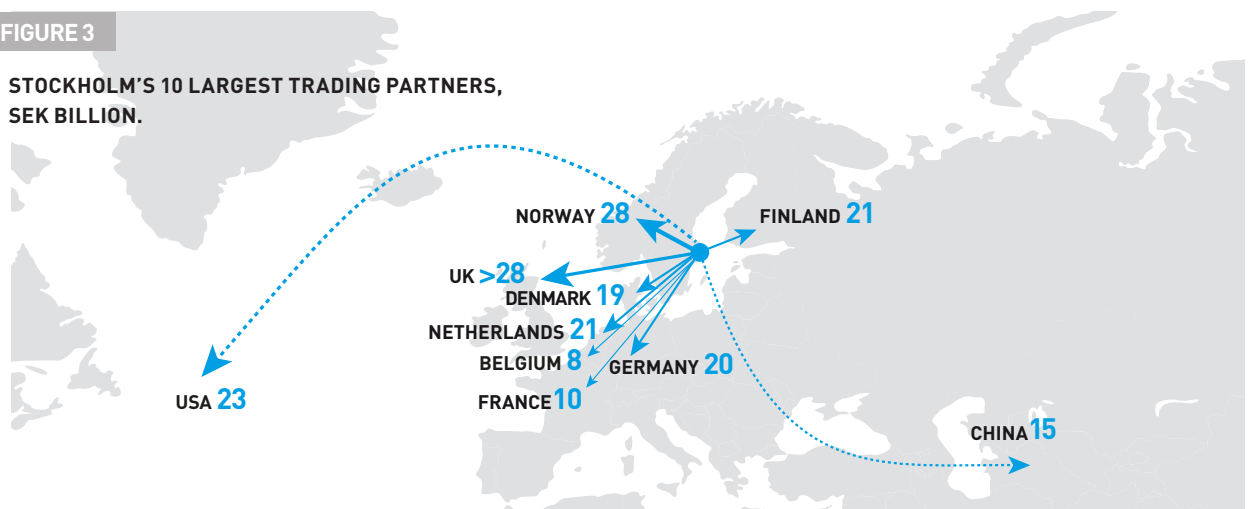 FIGURE 3
STOCKHOLM'S 10 LARGEST TRADING PARTNERS,
SEK BILLION.
NORWAY 28
FINLAND 21
UK >28
DENMARK 19
NETHERLANDS 21
BELGIUM 8
GERMANY 20
USA 23
FRANCE 10
CHINA 15